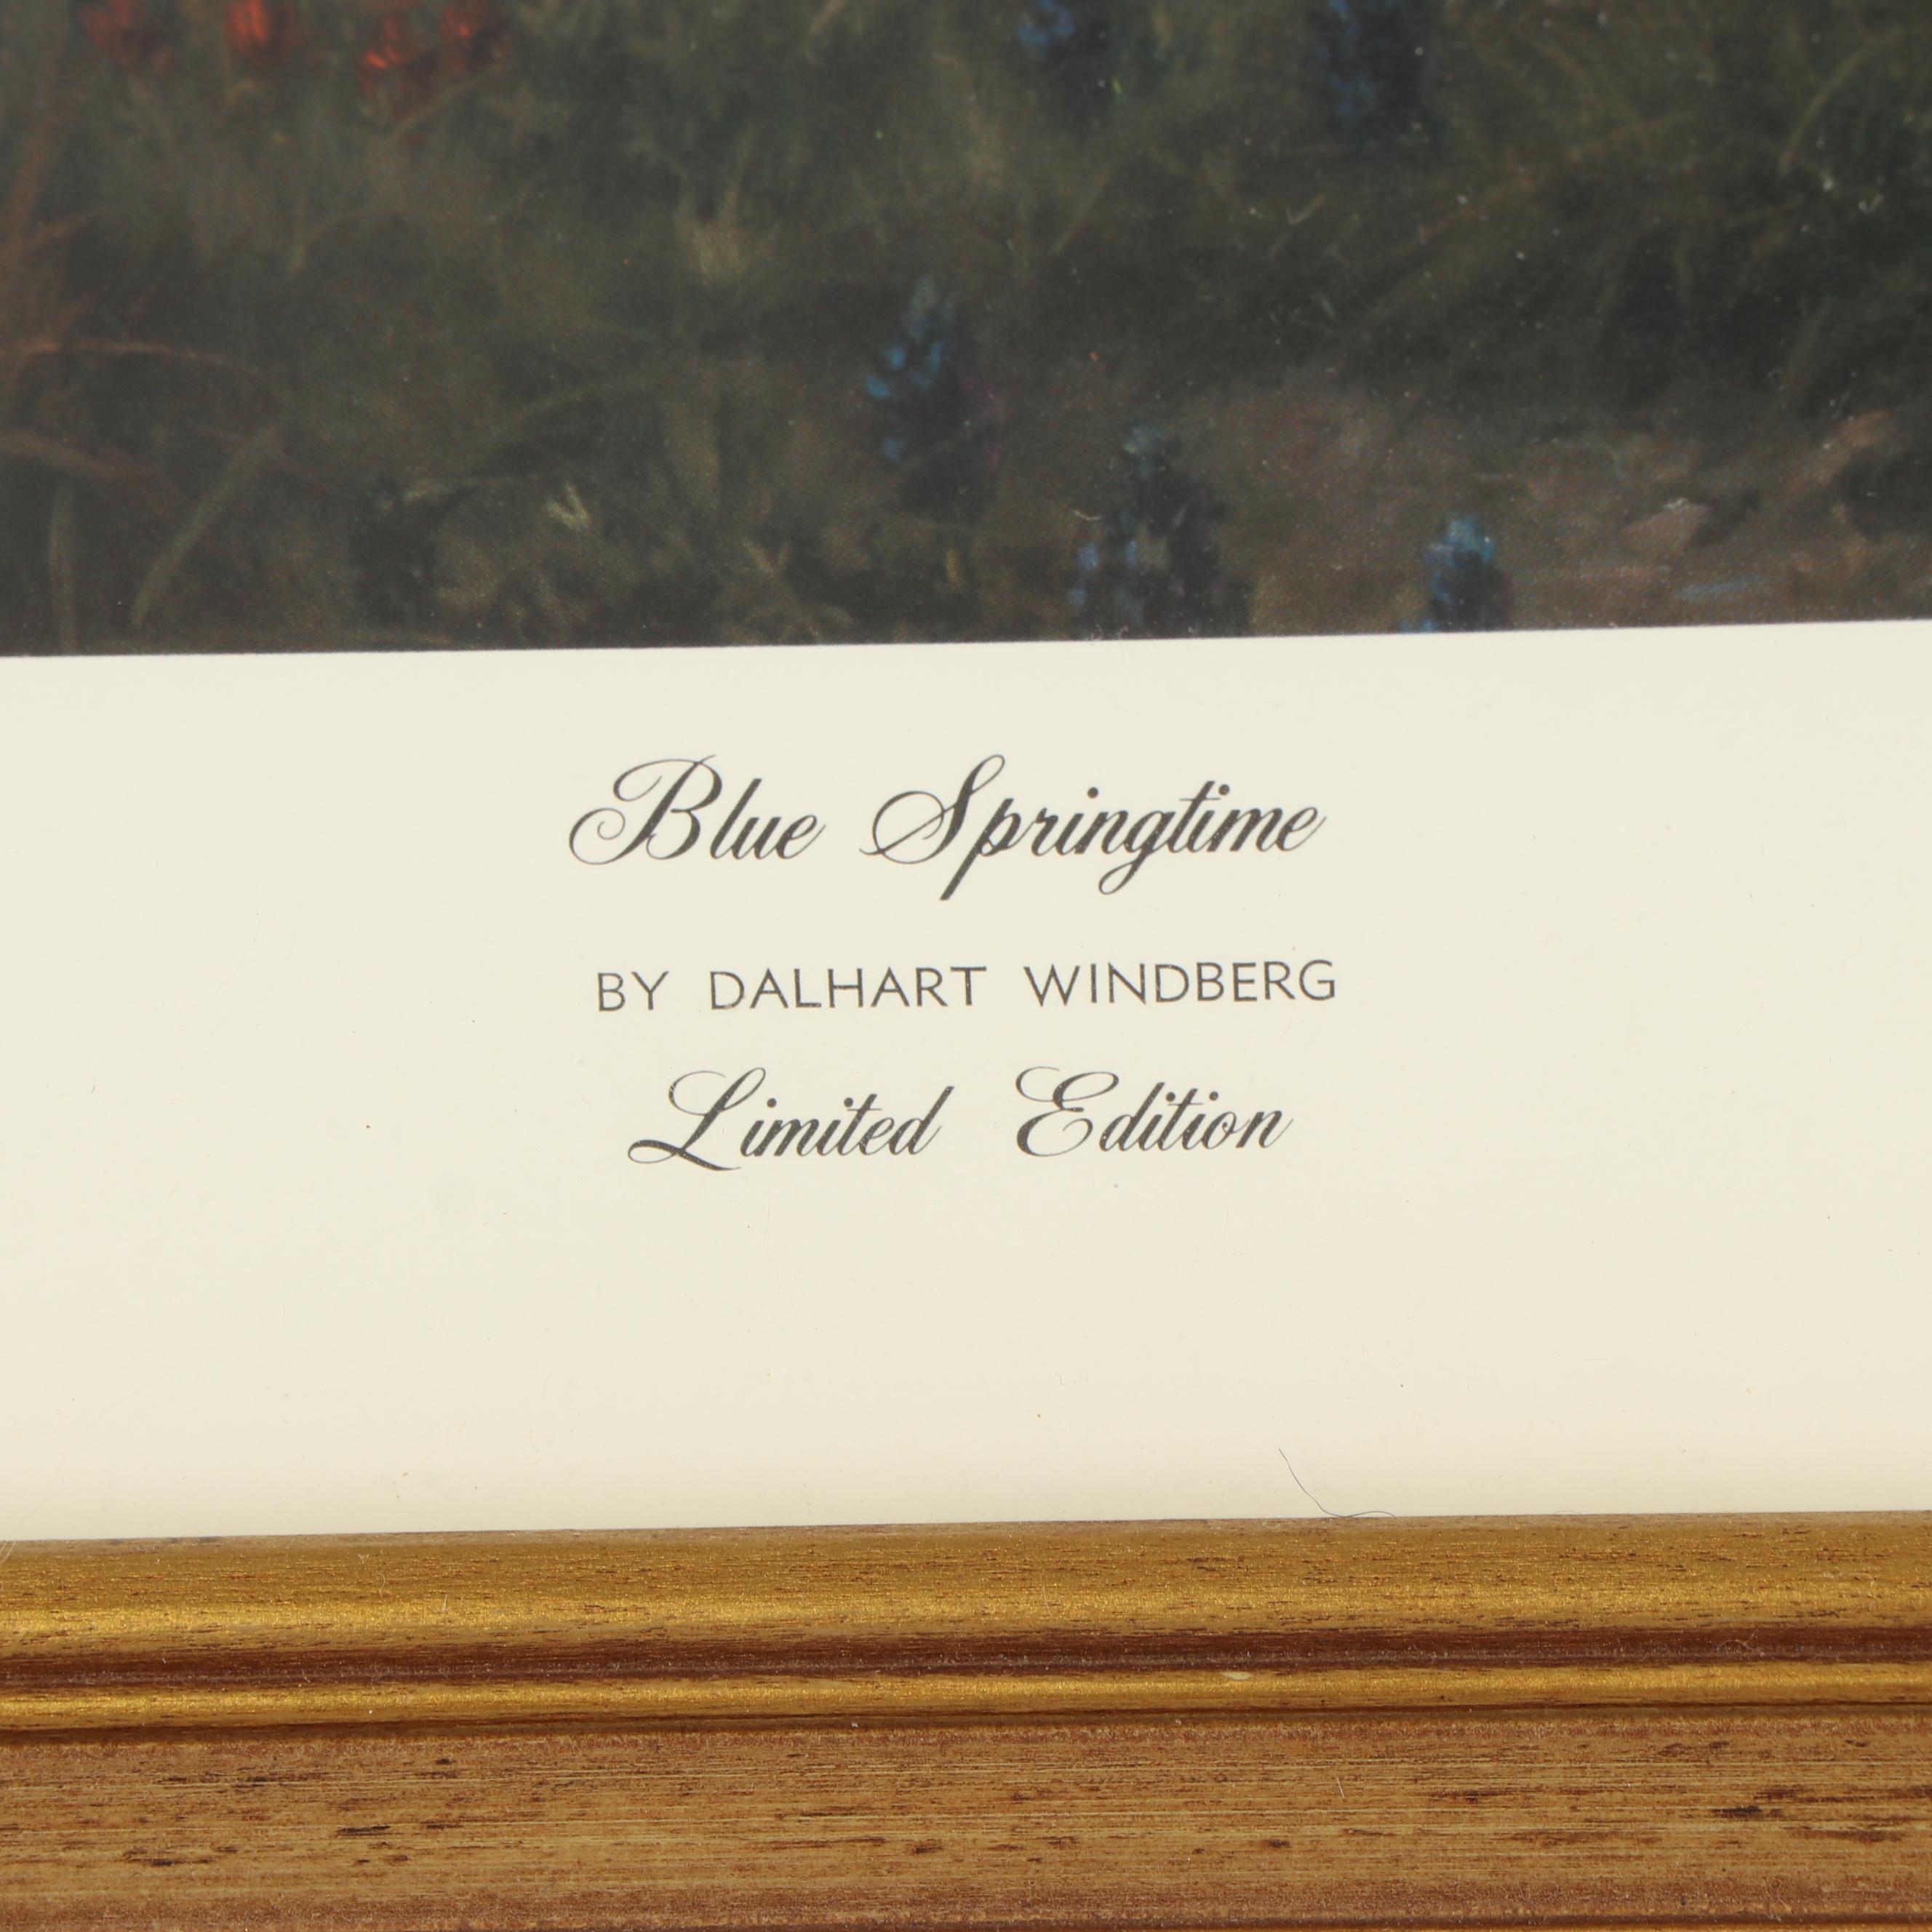 Blue Springtime
BY DALHART WINDBERG
Limited Edition